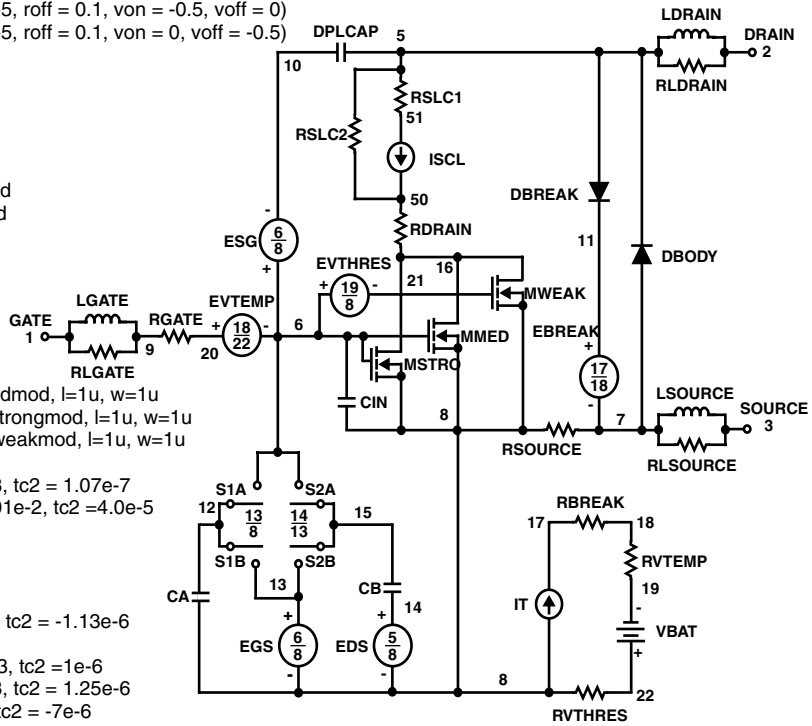 e-5, roff = 0.1, von = -0.5, voff = 0)
e-5, roff = 0.1, von = 0, voff = -0.5)
LDRAIN
DPLCAP 5 DRAIN
10 2
RLDRAIN
RSLC1
51
RSLC2
ISCL
d
d
50
DBREAK
RDRAIN
ESG 6/8
11
DBODY
EVTHRES 16
21
19/8
MWEAK
LGATE EVTEMP
GATE RGATE 18/22 6
1 9 20
MMED
EBREAK
MSTRO
17/18
RLGATE
dmod, l=1u, w=1u
trongmod, l=1u, w=1u
weakmod, l=1u, w=1u
CIN
8 7
LSOURCE
SOURCE
3
RSOURCE
RLSOURCE
, tc2 = 1.07e-7
1e-2, tc2 =4.0e-5
S1A S2A
12 13/8 14/13 15
S1B S2B
13
RBREAK
17 18
RVTEMP
19
CA
CB
14
IT
VBAT
tc2 = -1.13e-6
EGS 6/8 EDS 5/8
3, tc2 =1e-6
, tc2 = 1.25e-6
tc2 = -7e-6
8
22
RVTHRES